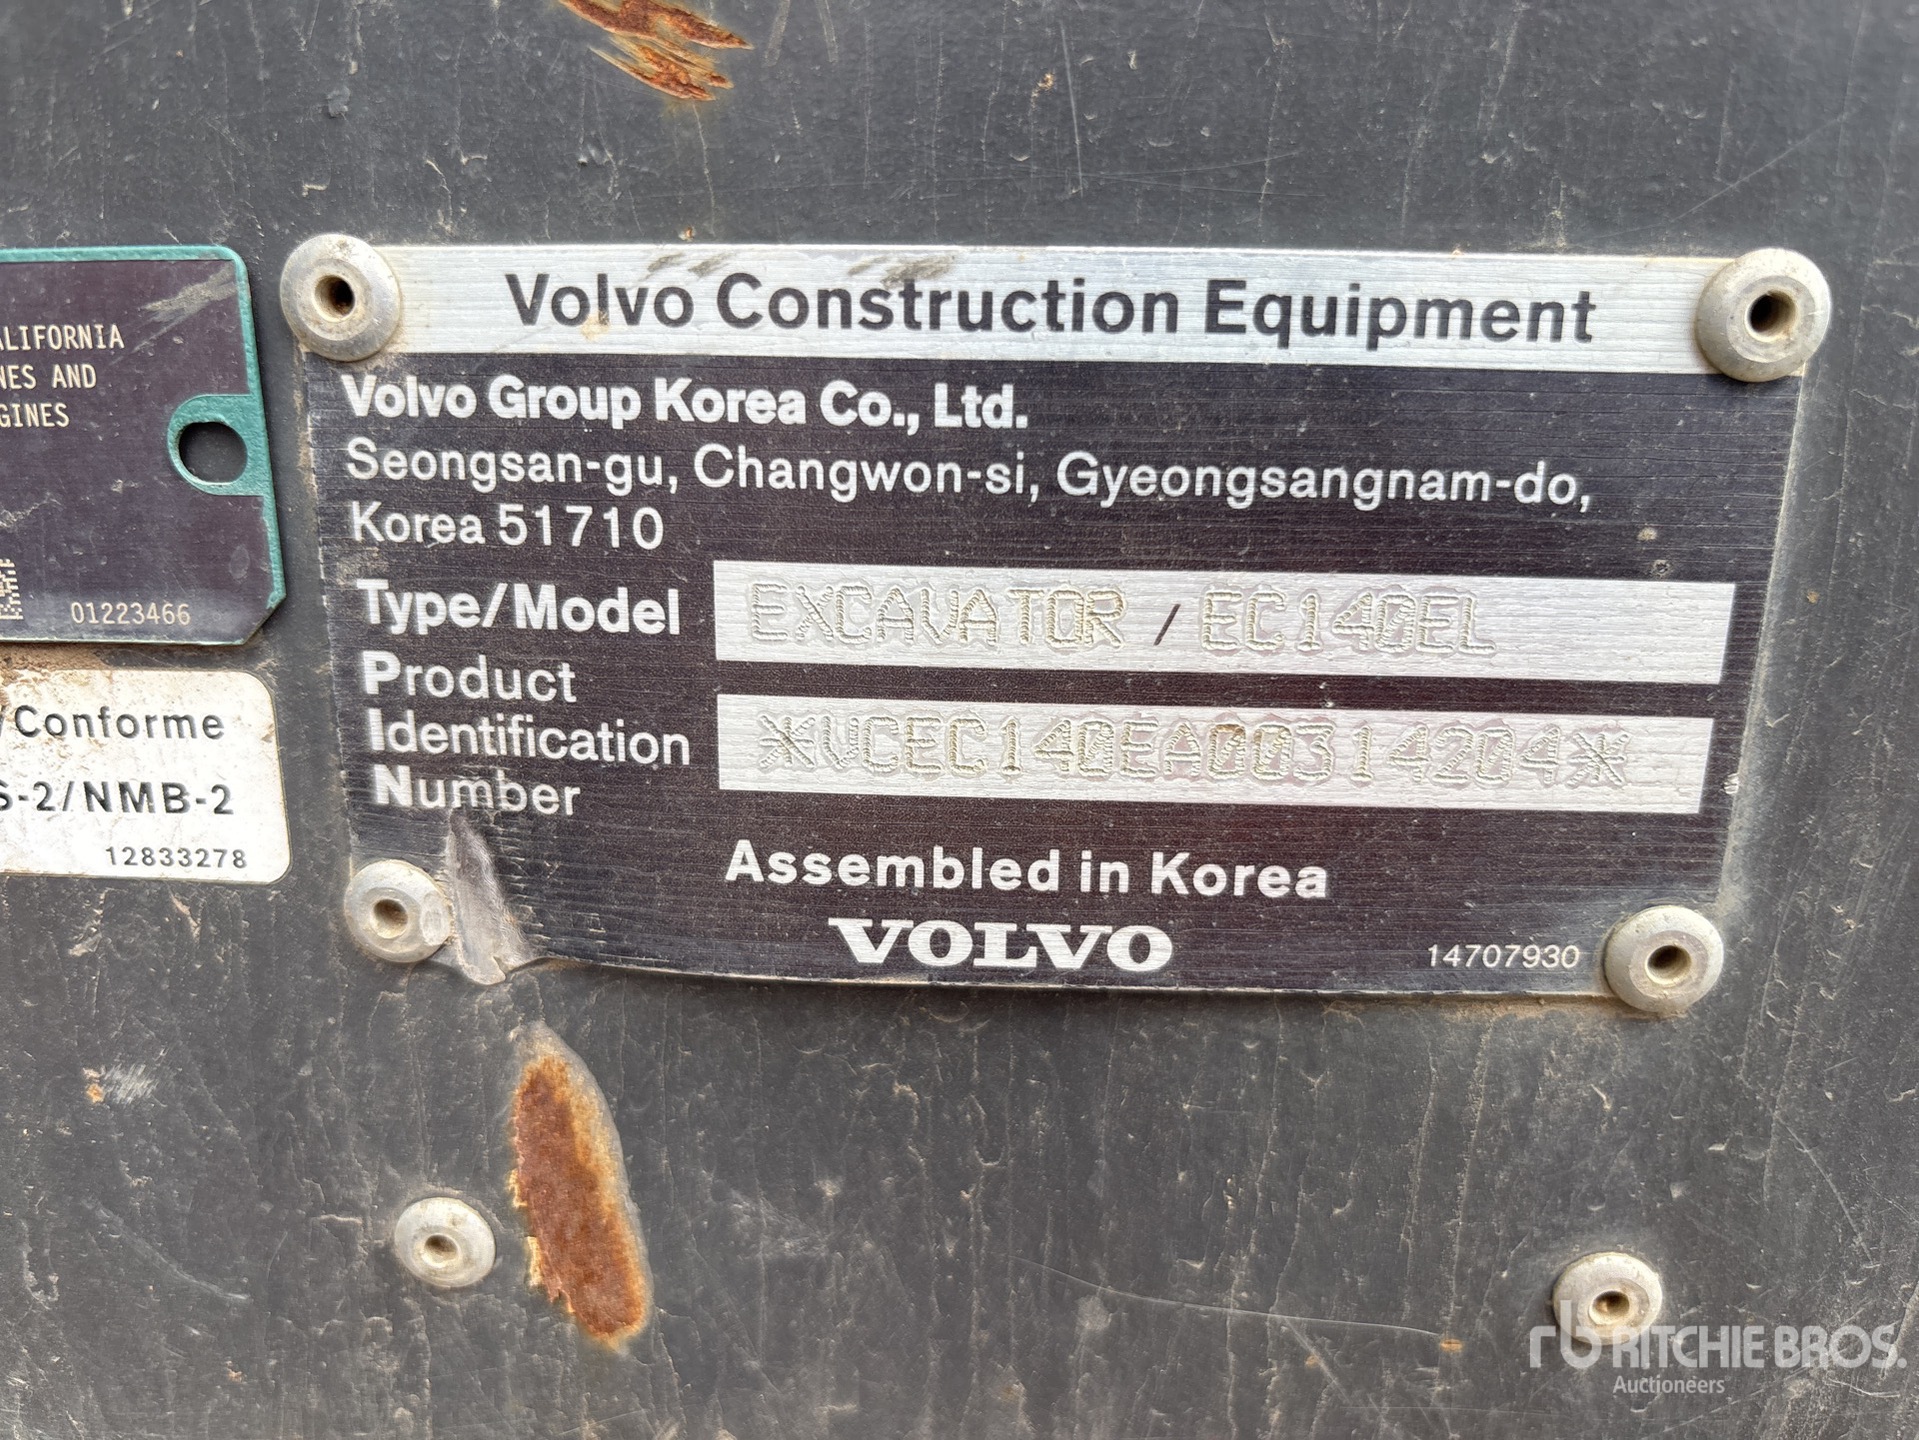 Volvo Construction Equipment
Volvo Group Korea Co., Ltd.
Seongsan-gu, Changwon-si, Gyeongsangnam-do,
Korea 51710
Type/Model EXCAVATOR / EC140EL
Product
Identification
Number
*VCEC140EA00314204*
Assembled in Korea
VOLVO
14707930
ALIFORNIA
NES AND
GINES
01223466
/Conforme
S-2/NMB-2
12833278
rb RITCHIE BROS.
Auctioneers